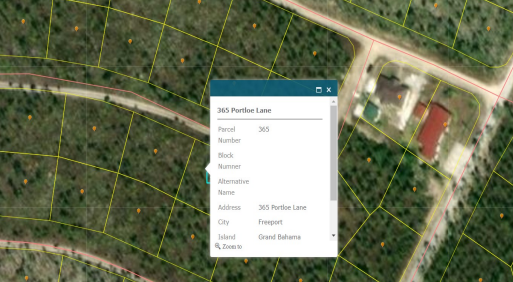 365 Portloe Lane
Parcel Number 365
Block Numner
Alternative Name
Address 365 Portloe Lane
City Freeport
Island Grand Bahama
Zoom to